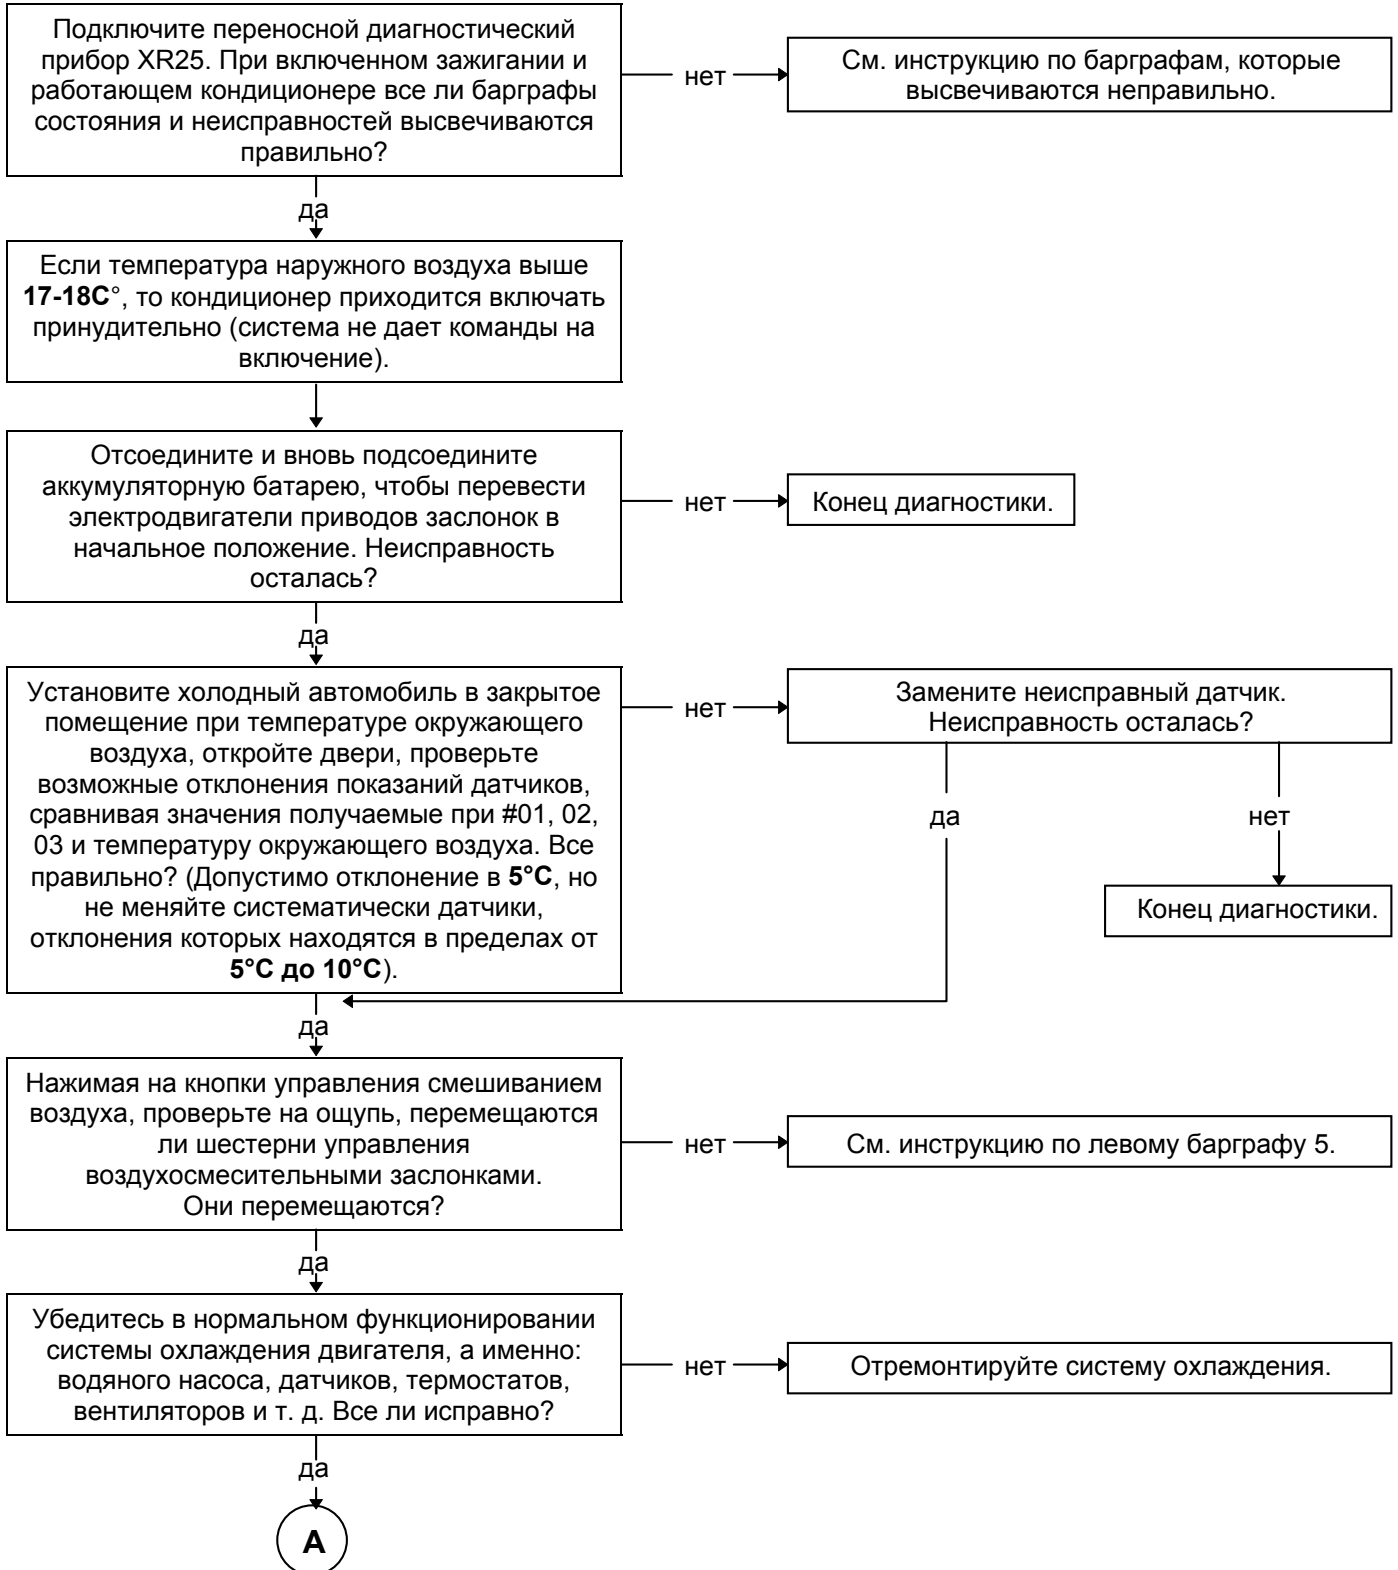 Подключите переносной диагностический
прибор XR25. При включенном зажигании и
работающем кондиционере все ли барграфы
состояния и неисправностей высвечиваются
правильно?
нет
См. инструкцию по барграфам, которые
высвечиваются неправильно.
да
Если температура наружного воздуха выше
17-18С°, то кондиционер приходится включать
принудительно (система не дает команды на
включение).
Отсоедините и вновь подсоедините
аккумуляторную батарею, чтобы перевести
электродвигатели приводов заслонок в
начальное положение. Неисправность
осталась?
нет
Конец диагностики.
да
Установите холодный автомобиль в закрытое
помещение при температуре окружающего
воздуха, откройте двери, проверьте
возможные отклонения показаний датчиков,
сравнивая значения получаемые при #01, 02,
03 и температуру окружающего воздуха. Все
правильно? (Допустимо отклонение в 5°С, но
не меняйте систематически датчики,
отклонения которых находятся в пределах от
5°С до 10°С).
нет
Замените неисправный датчик.
Неисправность осталась?
да
нет
Конец диагностики.
да
Нажимая на кнопки управления смешиванием
воздуха, проверьте на ощупь, перемещаются
ли шестерни управления
воздухосмесительными заслонками.
Они перемещаются?
нет
См. инструкцию по левому барграфу 5.
да
Убедитесь в нормальном функционировании
системы охлаждения двигателя, а именно:
водяного насоса, датчиков, термостатов,
вентиляторов и т. д. Все ли исправно?
нет
Отремонтируйте систему охлаждения.
да
А